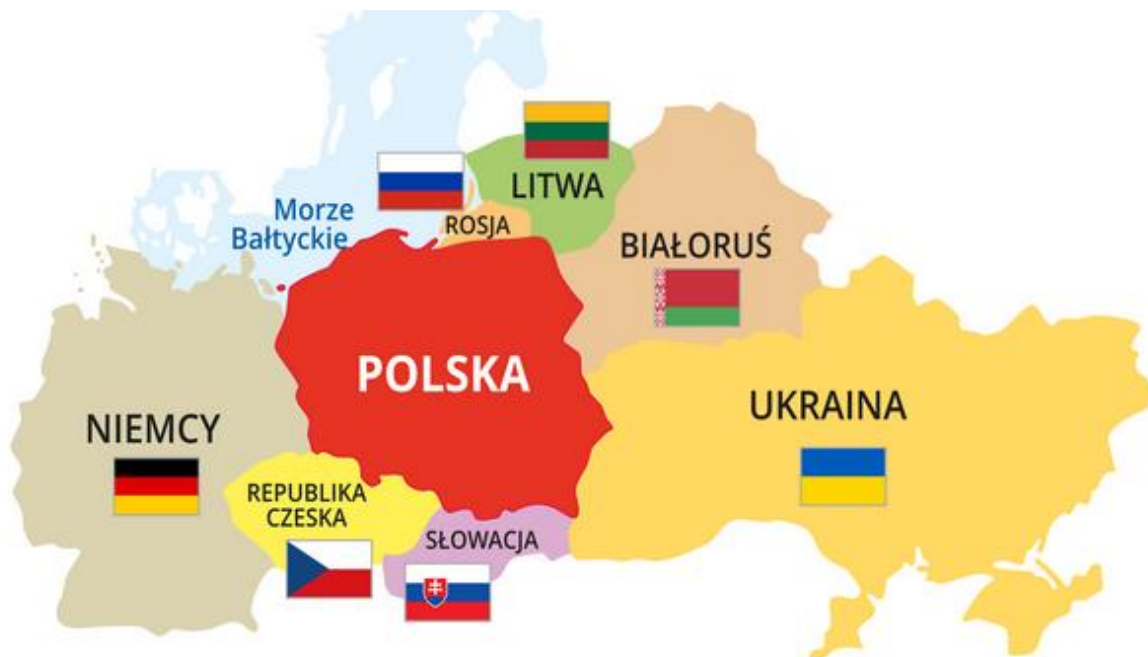 LITWA
Morze
Bałtyckie
ROSJA
BIAŁORUŚ
POLSKA
UKRAINA
NIEMCY
REPUBLIKA
CZESKA
SŁOWACJA